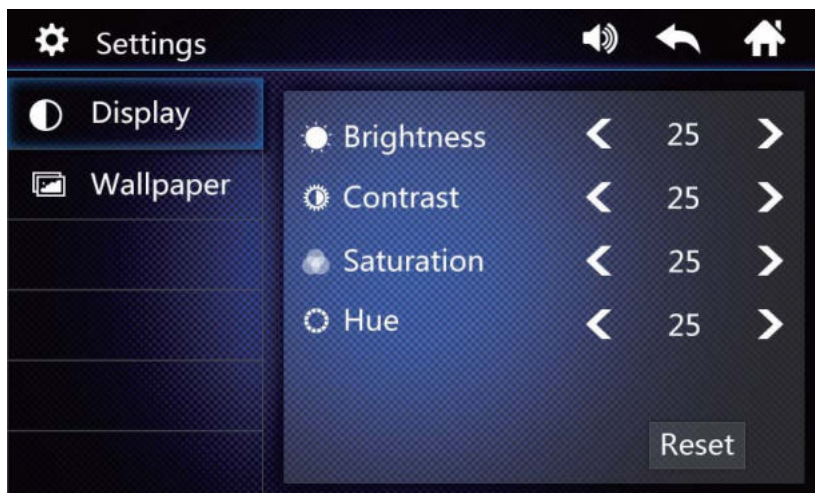 Settings
Display
Wallpaper
Brightness 25
Contrast 25
Saturation 25
Hue 25
Reset